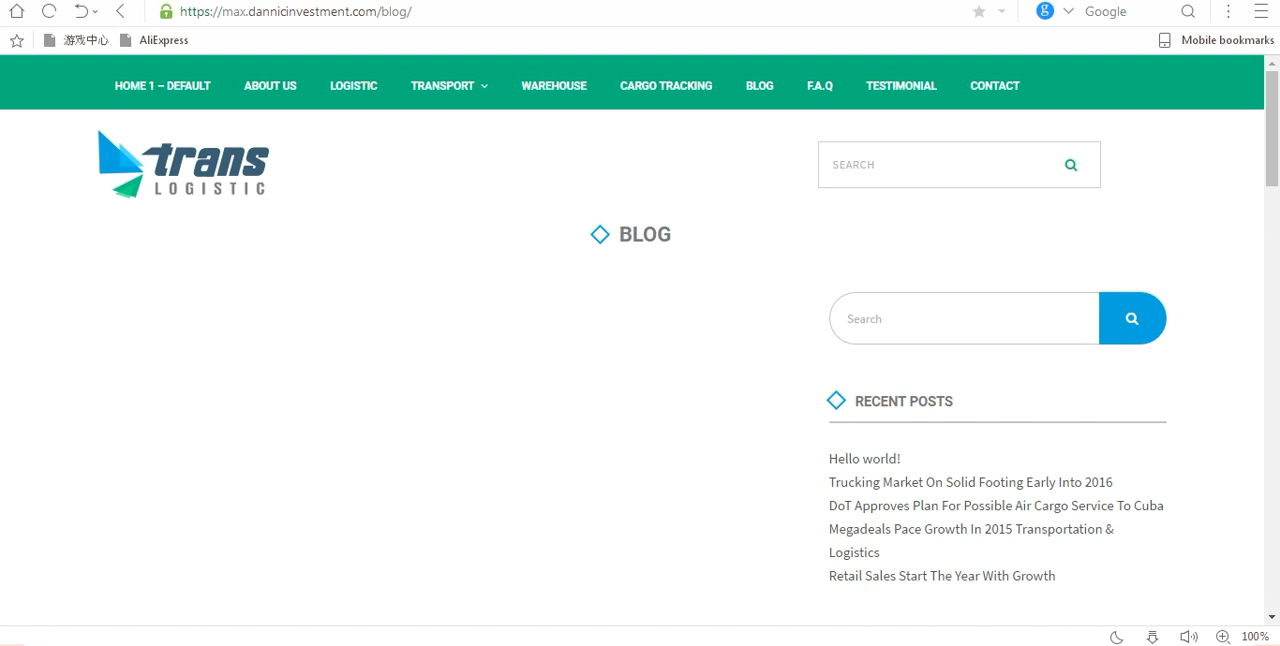 https://max.dannicinvestment.com/blog/
Google
游戏中心
AliExpress
Mobile bookmarks
HOME 1 – DEFAULT
ABOUT US
LOGISTIC
TRANSPORT
WAREHOUSE
CARGO TRACKING
BLOG
F.A.Q
TESTIMONIAL
CONTACT
trans
LOGISTIC
SEARCH
BLOG
Search
RECENT POSTS
Hello world!
Trucking Market On Solid Footing Early Into 2016
DoT Approves Plan For Possible Air Cargo Service To Cuba
Megadeals Pace Growth In 2015 Transportation &
Logistics
Retail Sales Start The Year With Growth
100%